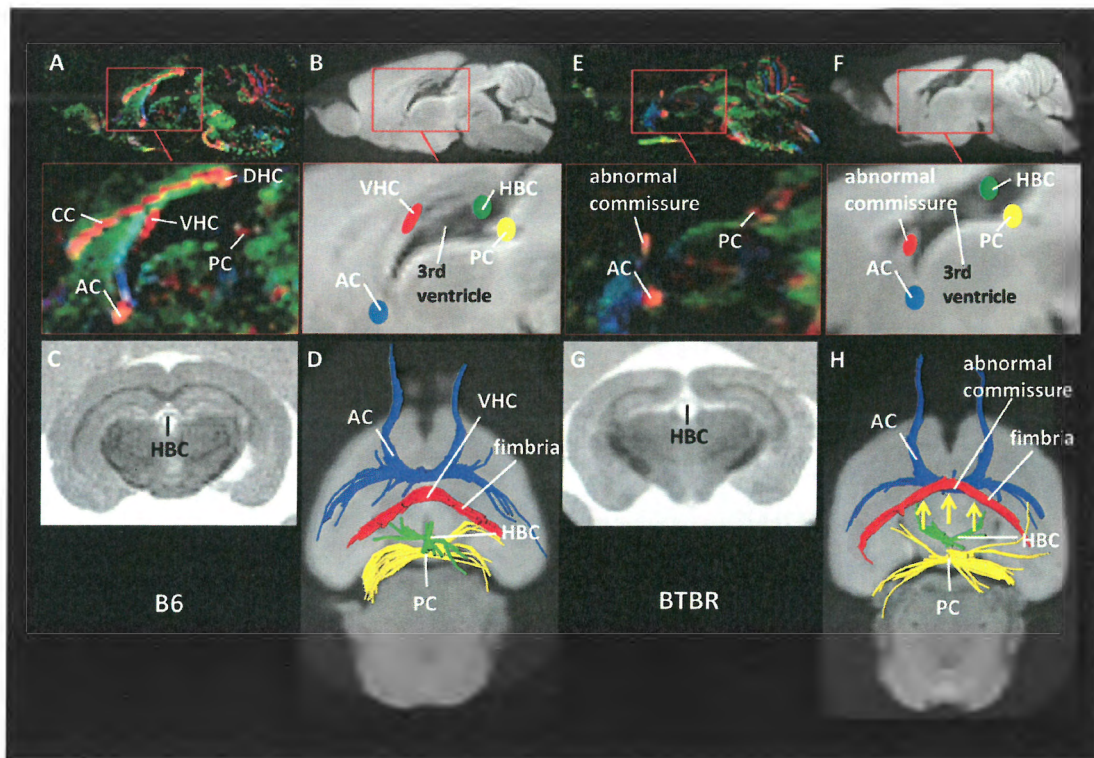 A
DHC
CC
VHC
PC
AC
B
VHC
HBC
PC
AC
3rd
ventricle
E
abnormal
commissure
PC
AC
F
HBC
abnormal
commissure
PC
AC
3rd
ventricle
C
HBC
B6
D
VHC
AC
fimbria
HBC
PC
G
HBC
BTBR
H
abnormal
commissure
AC
fimbria
HBC
PC